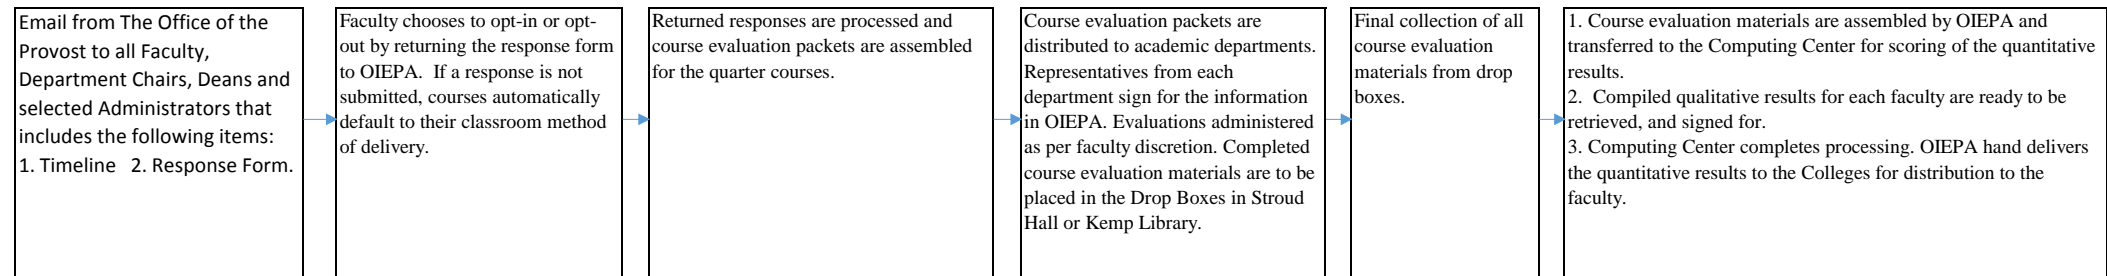 Email from The Office of the
Provost to all Faculty,
Department Chairs, Deans and
selected Administrators that
includes the following items:
1. Timeline   2. Response Form.
Faculty chooses to opt-in or opt-
out by returning the response form
to OIEPA.  If a response is not
submitted, courses automatically
default to their classroom method
of delivery.
Returned responses are processed and
course evaluation packets are assembled
for the quarter courses.
Course evaluation packets are
distributed to academic departments.
Representatives from each
department sign for the information
in OIEPA. Evaluations administered
as per faculty discretion. Completed
course evaluation materials are to be
placed in the Drop Boxes in Stroud
Hall or Kemp Library.
Final collection of all
course evaluation
materials from drop
boxes.
1. Course evaluation materials are assembled by OIEPA and
transferred to the Computing Center for scoring of the quantitative
results.
2.  Compiled qualitative results for each faculty are ready to be
retrieved, and signed for.
3. Computing Center completes processing. OIEPA hand delivers
the quantitative results to the Colleges for distribution to the
faculty.